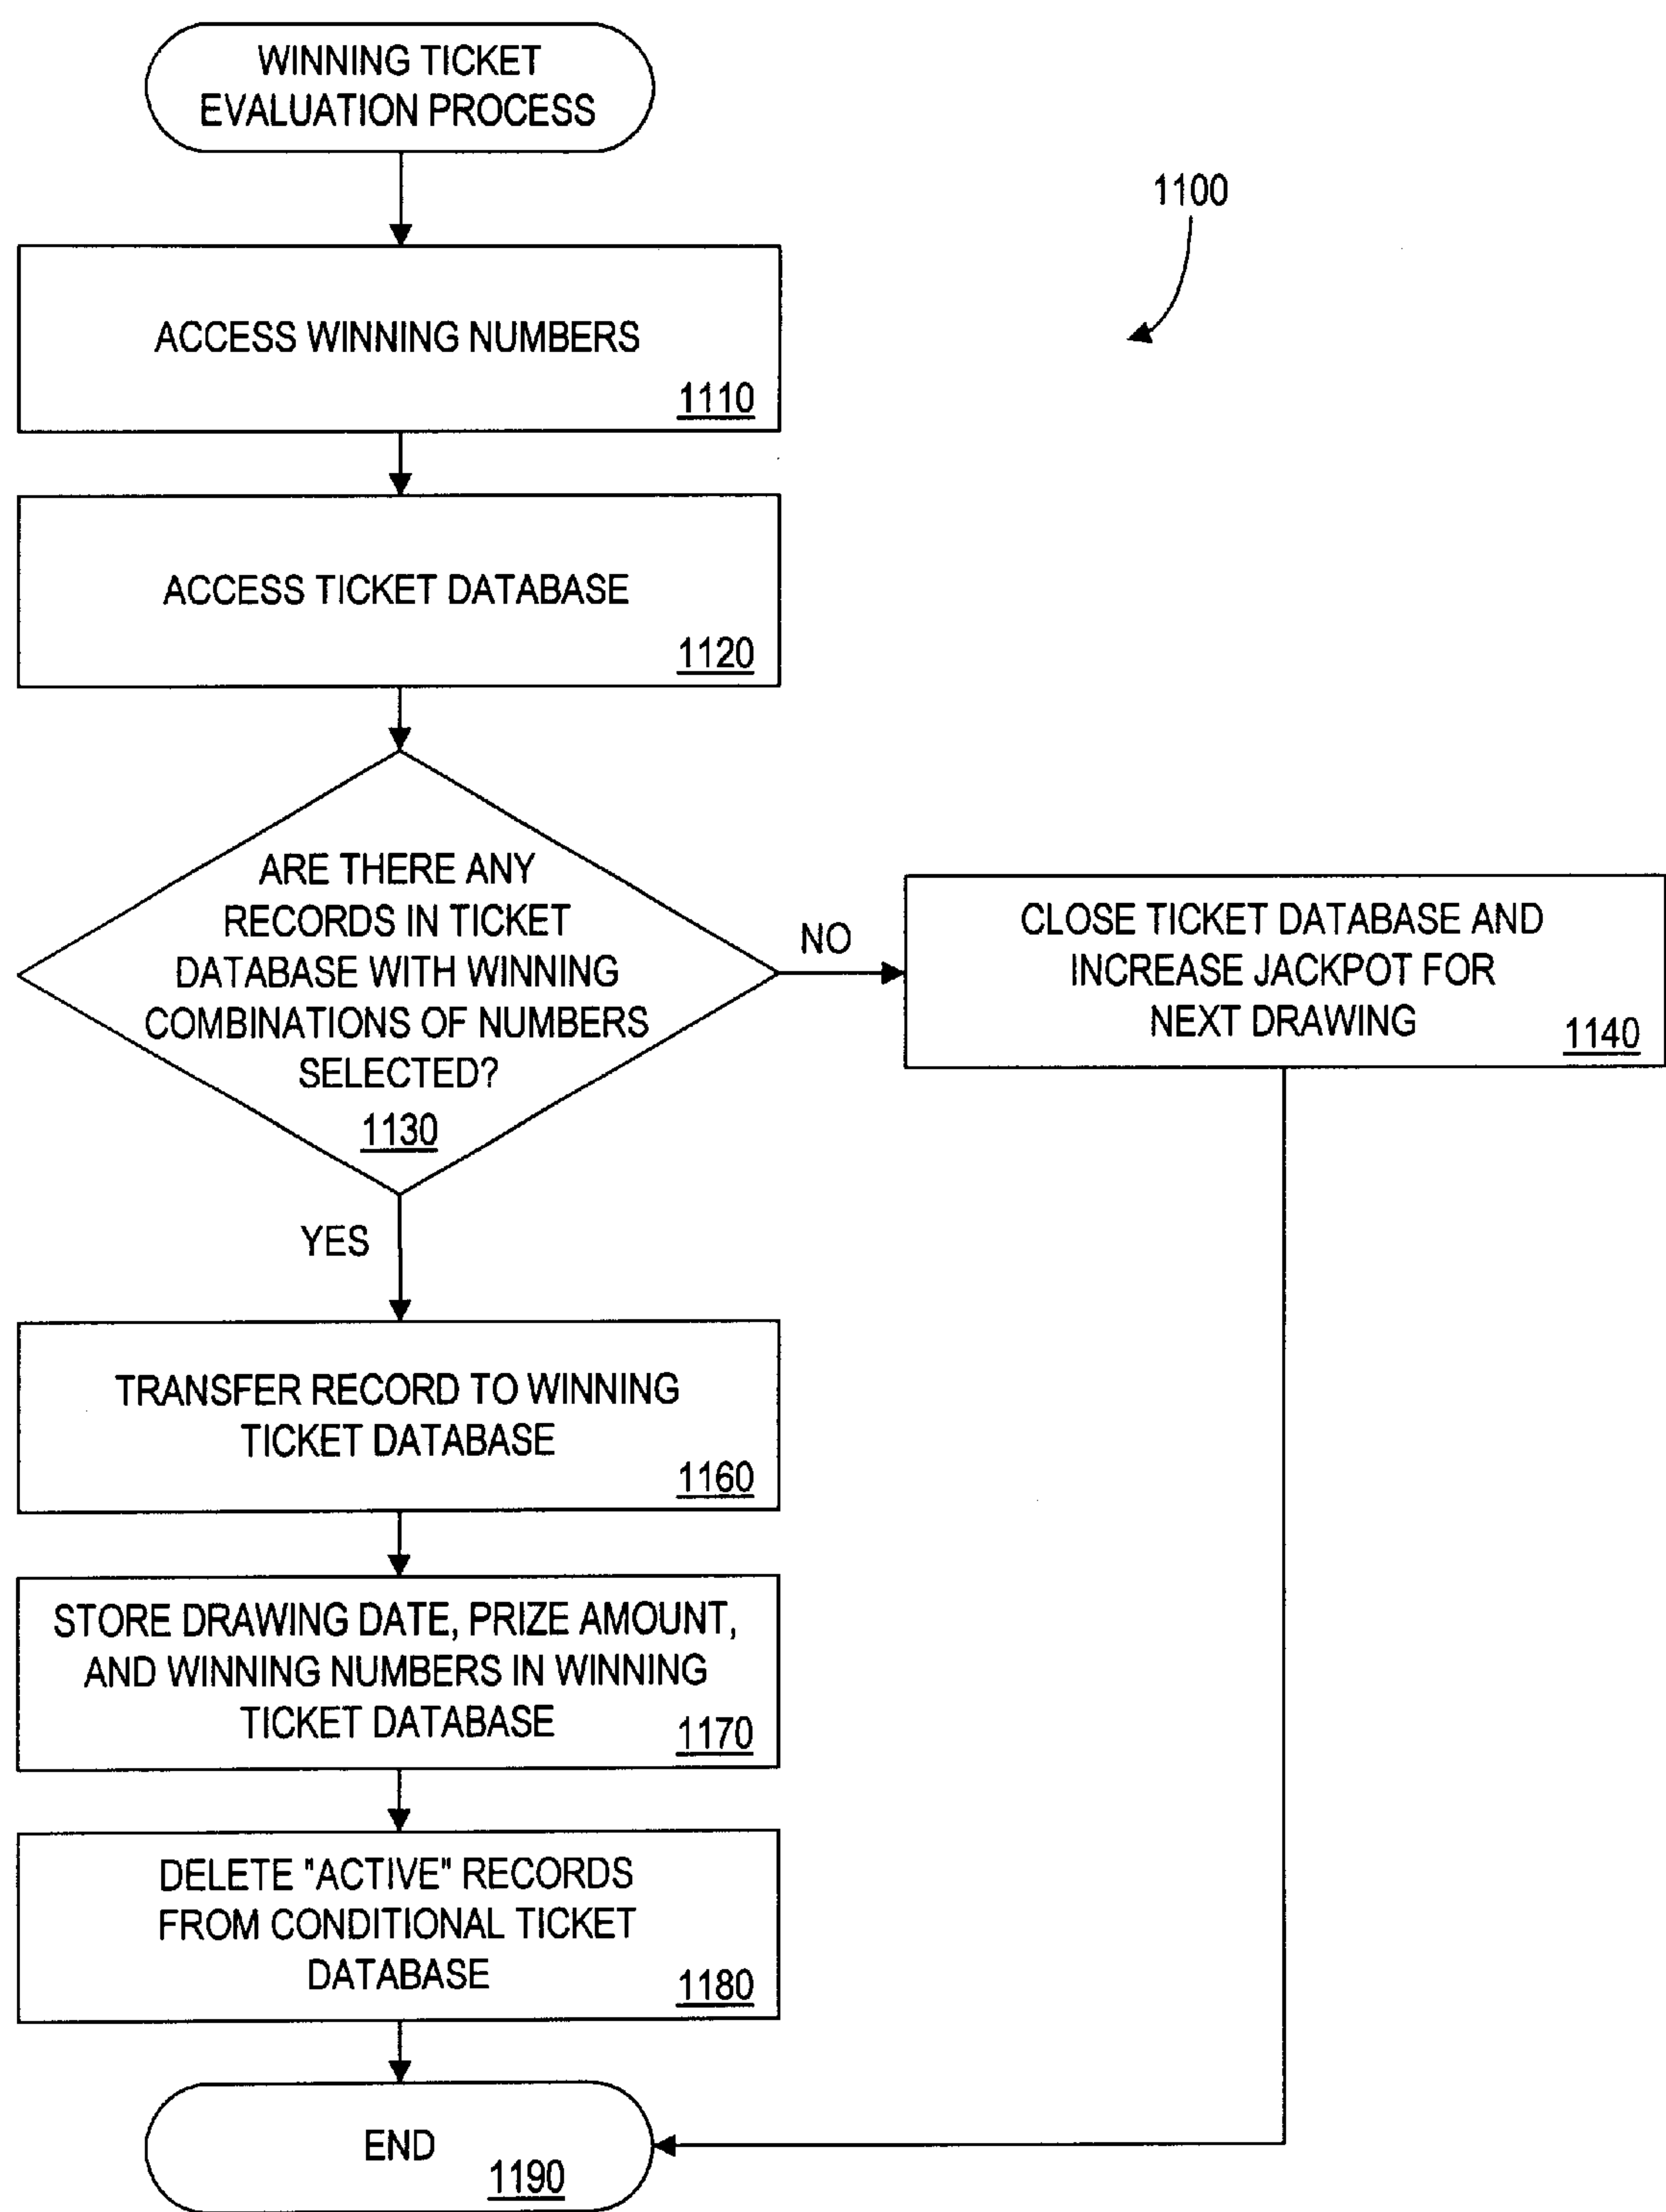 WINNING TICKET
EVALUATION PROCESS
1100
ACCESS WINNING NUMBERS
1110
ACCESS TICKET DATABASE
1120
ARE THERE ANY
RECORDS IN TICKET
DATABASE WITH WINNING
COMBINATIONS OF NUMBERS
SELECTED?
1130
NO
CLOSE TICKET DATABASE AND
INCREASE JACKPOT FOR
NEXT DRAWING
1140
YES
TRANSFER RECORD TO WINNING
TICKET DATABASE
1160
STORE DRAWING DATE, PRIZE AMOUNT,
AND WINNING NUMBERS IN WINNING
TICKET DATABASE
1170
DELETE "ACTIVE" RECORDS
FROM CONDITIONAL TICKET
DATABASE
1180
END
1190